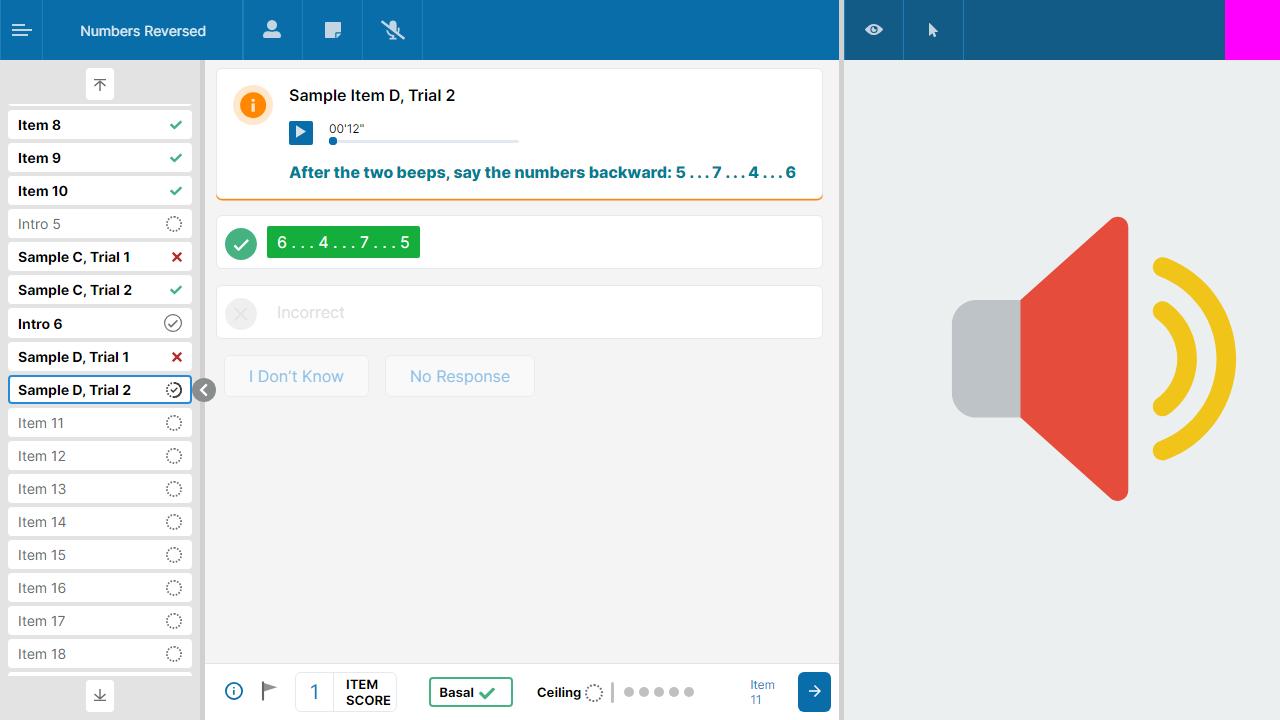 Numbers Reversed
Item 8
Item 9
Item 10
Intro 5
Sample C, Trial 1
Sample C, Trial 2
Intro 6
Sample D, Trial 1
Sample D, Trial 2
Item 11
Item 12
Item 13
Item 14
Item 15
Item 16
Item 17
Item 18
Sample Item D, Trial 2
00'12"
After the two beeps, say the numbers backward: 5 . . . 7 . . . 4 . . . 6
6 . . . 4 . . . 7 . . . 5
Incorrect
I Don't Know
No Response
1
ITEM
SCORE
Basal
Ceiling
Item
11